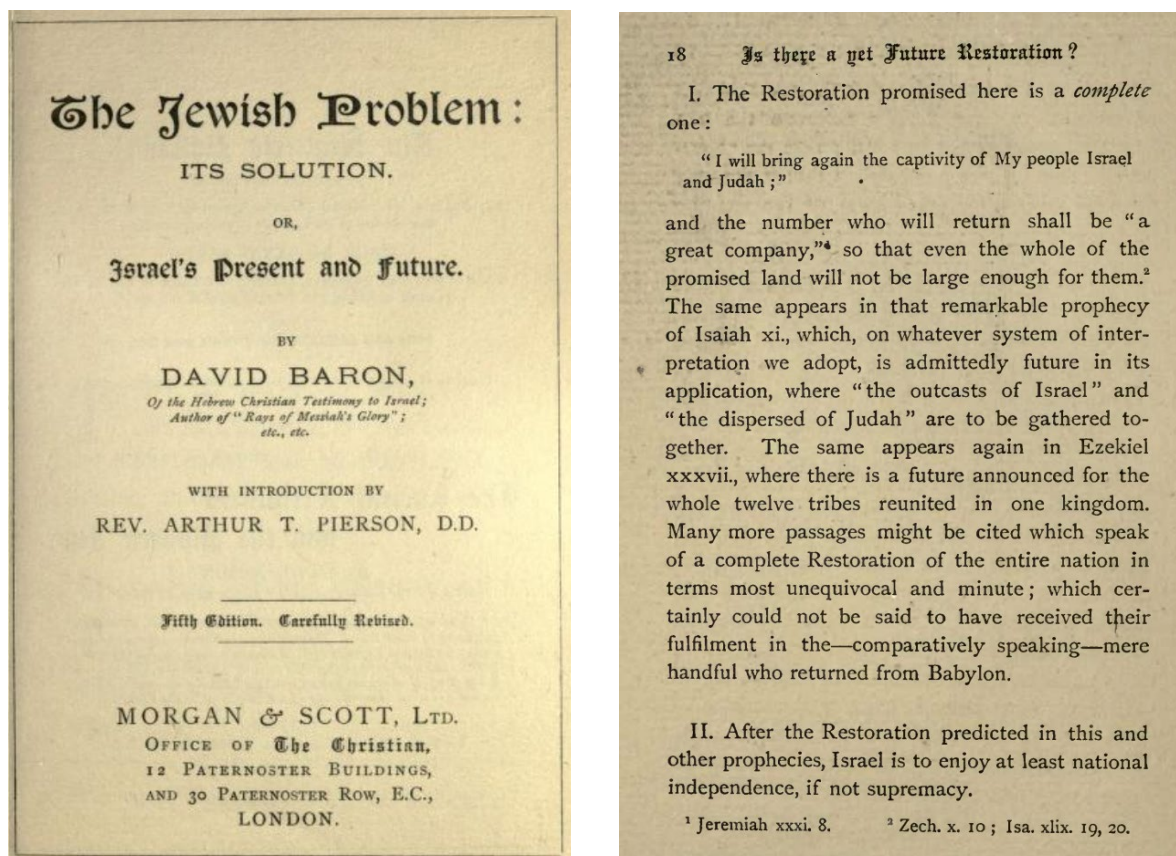 The Jewish Problem:
ITS SOLUTION.
OR,
Israel's Present and Future.
BY
DAVID BARON,
Of the Hebrew Christian Testimony to Israel;
Author of "Rays of Messiah's Glory";
etc., etc.
WITH INTRODUCTION BY
REV. ARTHUR T. PIERSON, D.D.
Fifth Edition. Carefully Revised.
MORGAN & SCOTT, LTD.
OFFICE OF The Christian,
12 PATERNOSTER BUILDINGS,
AND 30 PATERNOSTER ROW, E.C.,
LONDON.
18 Is there a yet Future Restoration?
I. The Restoration promised here is a complete
one:
"I will bring again the captivity of My people Israel
and Judah;"
and the number who will return shall be "a
great company,"¹ so that even the whole of the
promised land will not be large enough for them.²
The same appears in that remarkable prophecy
of Isaiah xi., which, on whatever system of inter-
pretation we adopt, is admittedly future in its
application, where "the outcasts of Israel" and
"the dispersed of Judah" are to be gathered to-
gether. The same appears again in Ezekiel
xxxvii., where there is a future announced for the
whole twelve tribes reunited in one kingdom.
Many more passages might be cited which speak
of a complete Restoration of the entire nation in
terms most unequivocal and minute; which cer-
tainly could not be said to have received their
fulfilment in the—comparatively speaking—mere
handful who returned from Babylon.
II. After the Restoration predicted in this and
other prophecies, Israel is to enjoy at least national
independence, if not supremacy.
¹ Jeremiah xxxi. 8. ² Zech. x. 10; Isa. xlix. 19, 20.